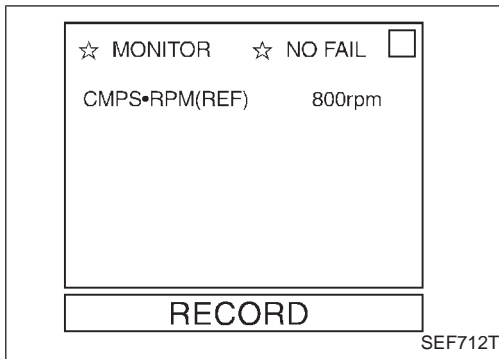 ☆ MONITOR ☆ NO FAIL
CMPS•RPM(REF) 800rpm
RECORD
SEF712T